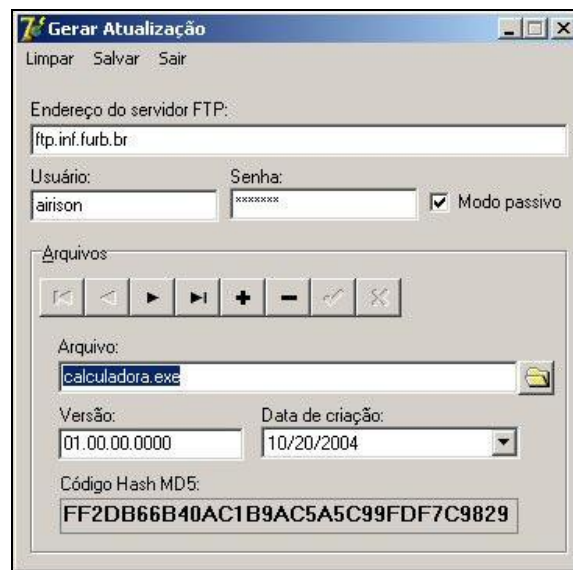 Gerar Atualização
Limpar Salvar Sair
Endereço do servidor FTP:
ftp.inf.furb.br
Usuário: Senha:
airison ******* Modo passivo
Arquivos
Arquivo:
calculadora.exe
Versão: Data de criação:
01.00.00.0000 10/20/2004
Código Hash MD5:
FF2DB66B40AC1B9AC5A5C99FDF7C9829